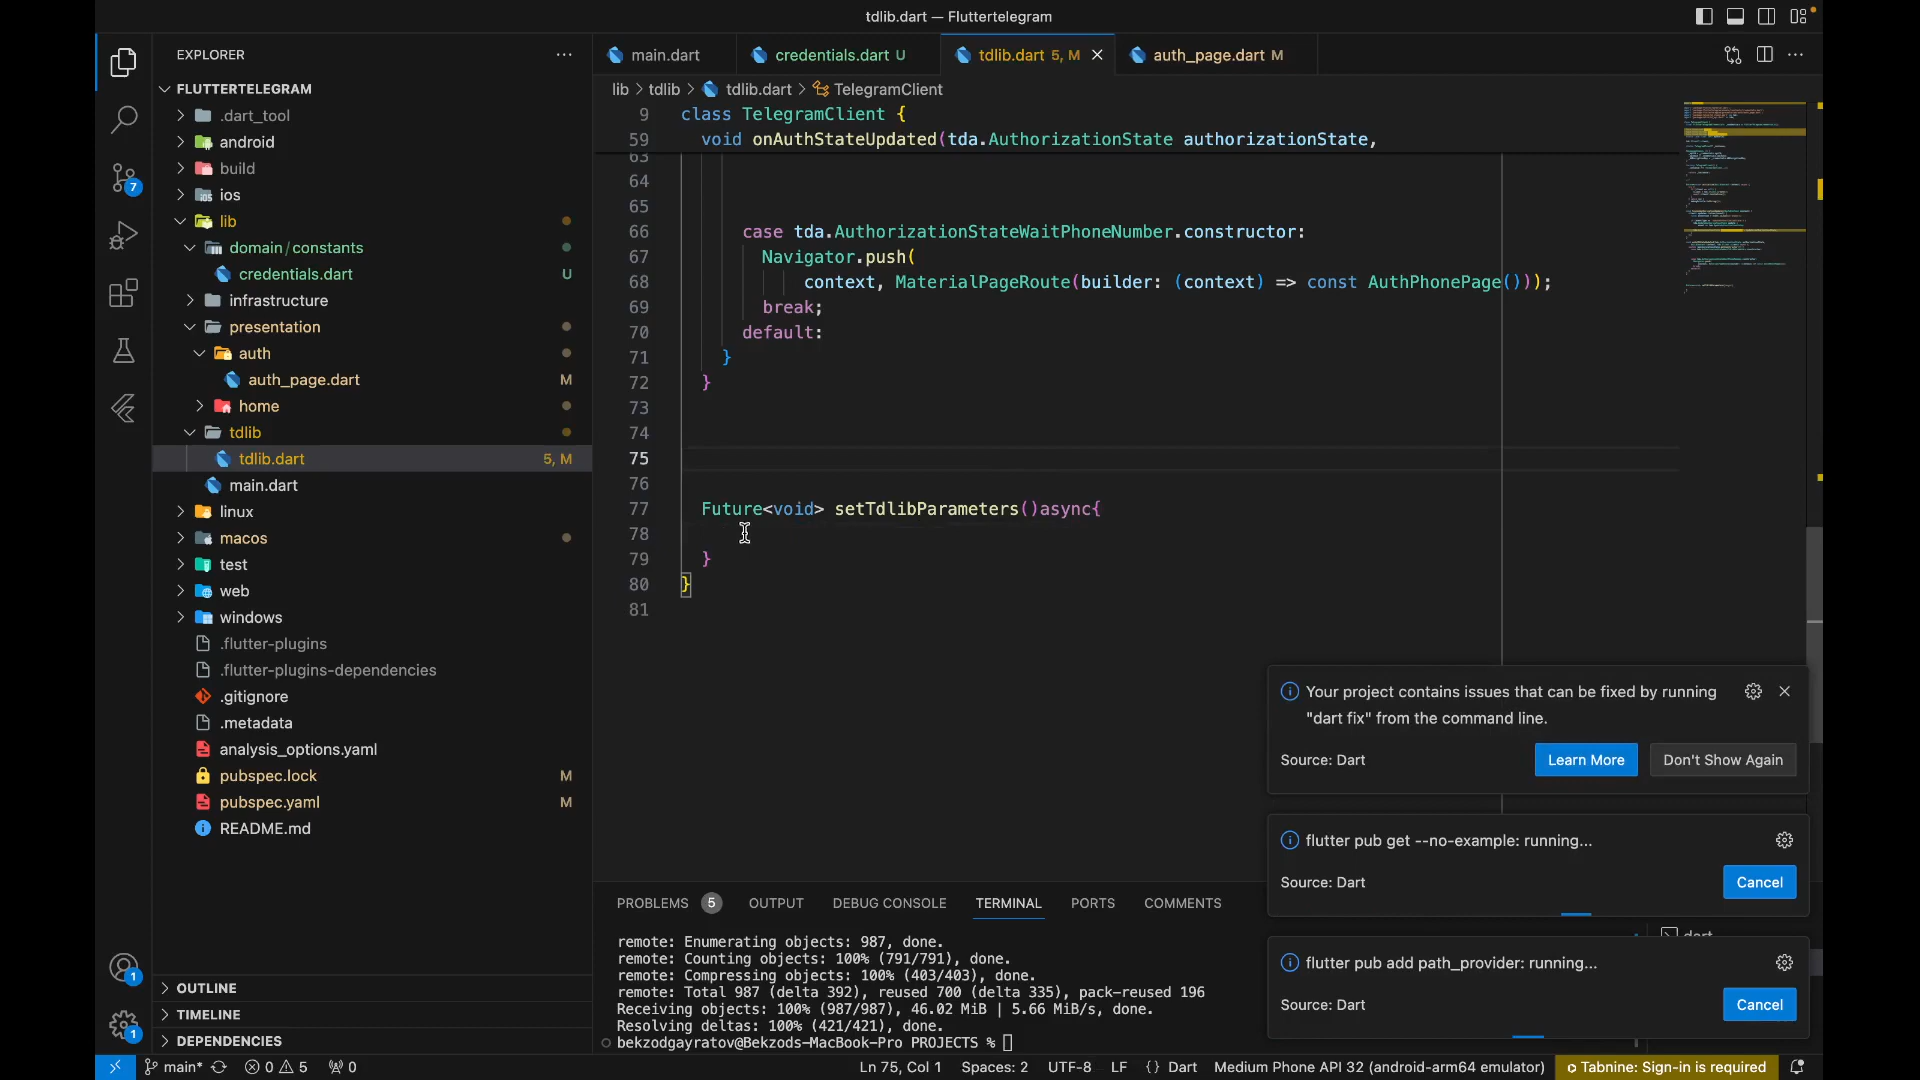 tdlib.dart — Fluttertelegram
EXPLORER
FLUTTERTELEGRAM
.dart_tool
android
build
ios
lib
domain/constants
credentials.dart U
infrastructure
presentation
auth
auth_page.dart M
home
tdlib
tdlib.dart 5, M
main.dart
linux
macos
test
web
windows
.flutter-plugins
.flutter-plugins-dependencies
.gitignore
.metadata
analysis_options.yaml
pubspec.lock M
pubspec.yaml M
README.md
OUTLINE
TIMELINE
DEPENDENCIES
7
1
1
main.dart credentials.dart U tdlib.dart 5, M auth_page.dart M
lib > tdlib > tdlib.dart > TelegramClient
9 class TelegramClient {
59 void onAuthStateUpdated(tda.AuthorizationState authorizationState,
63
64
65
66 case tda.AuthorizationStateWaitPhoneNumber.constructor:
67 Navigator.push(
68 context, MaterialPageRoute(builder: (context) => const AuthPhonePage()));
69 break;
70 default:
71 }
72 }
73
74
75
76
77 Future<void> setTdlibParameters()async{
78
79 }
80 }
81
Your project contains issues that can be fixed by running
"dart fix" from the command line.
Source: Dart Learn More Don't Show Again
flutter pub get --no-example: running...
Source: Dart Cancel
flutter pub add path_provider: running...
Source: Dart Cancel
PROBLEMS 5 OUTPUT DEBUG CONSOLE TERMINAL PORTS COMMENTS
dart
remote: Enumerating objects: 987, done.
remote: Counting objects: 100% (791/791), done.
remote: Compressing objects: 100% (403/403), done.
remote: Total 987 (delta 392), reused 700 (delta 335), pack-reused 196
Receiving objects: 100% (987/987), 46.02 MiB | 5.66 MiB/s, done.
Resolving deltas: 100% (421/421), done.
bekzodgayratov@Bekzods-MacBook-Pro PROJECTS %
main* 0 5 0 Ln 75, Col 1 Spaces: 2 UTF-8 LF {} Dart Medium Phone API 32 (android-arm64 emulator) Tabnine: Sign-in is required